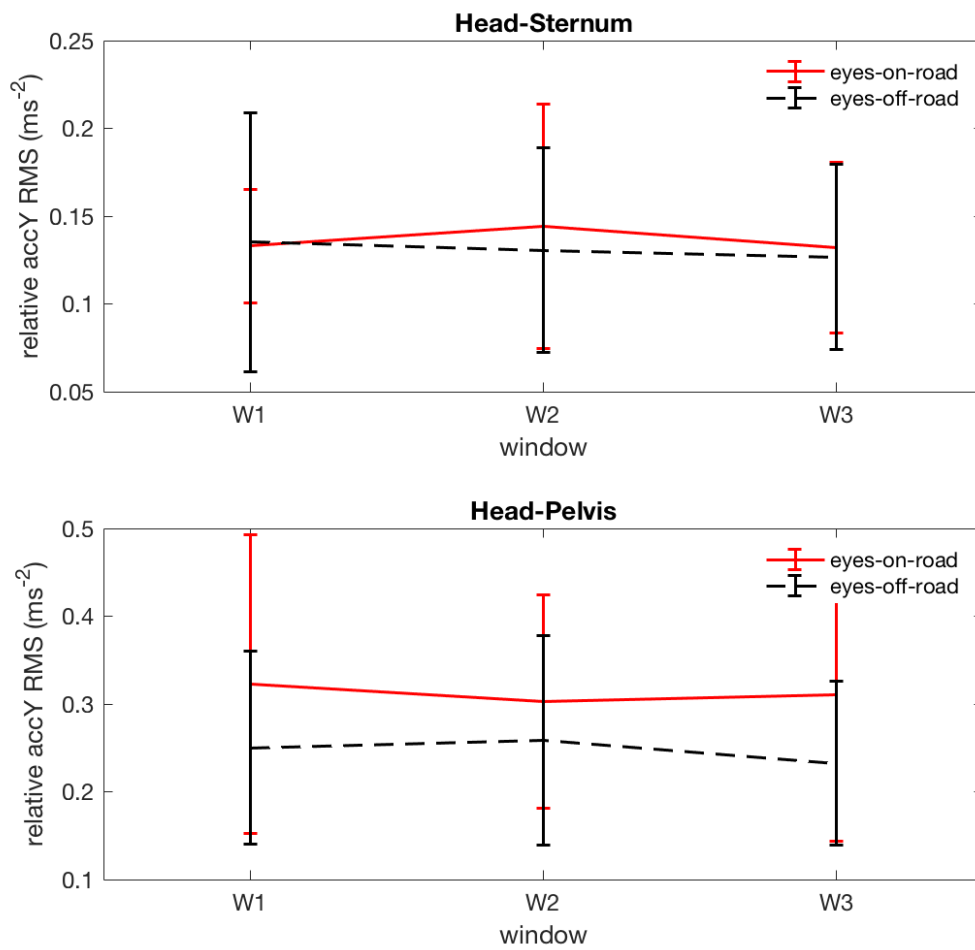 Head-Sternum
0.25
0.2
0.15
0.1
0.05
relative accY RMS (ms⁻²)
eyes-on-road
eyes-off-road
W1 W2 W3
window
Head-Pelvis
0.5
0.4
0.3
0.2
0.1
relative accY RMS (ms⁻²)
eyes-on-road
eyes-off-road
W1 W2 W3
window